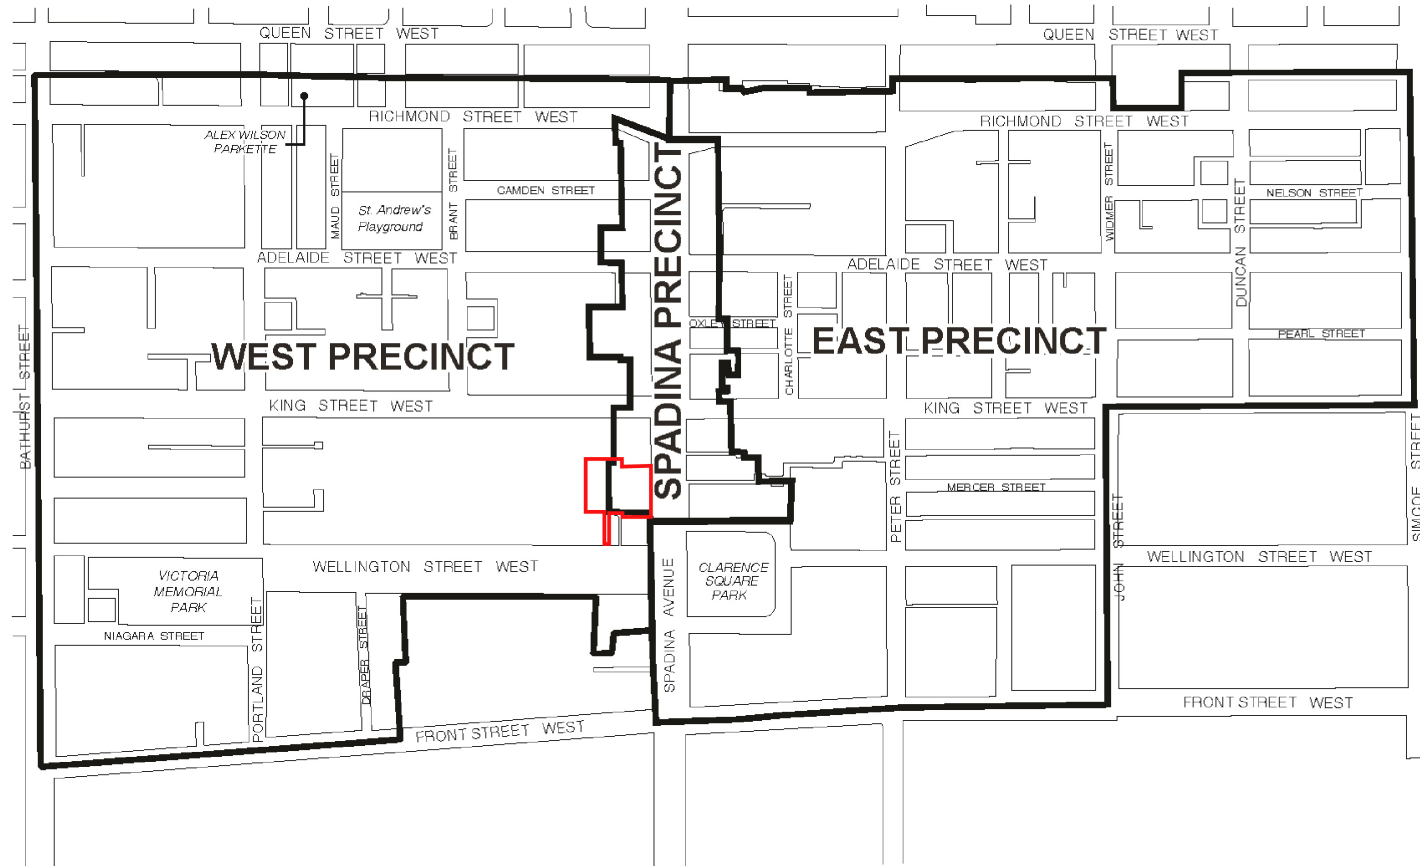 QUEEN STREET WEST
QUEEN STREET WEST
RICHMOND STREET WEST
RICHMOND STREET WEST
ALEX WILSON
PARKETTE
MAUD STREET
BRANT STREET
CAMDEN STREET
St. Andrew's
Playground
WIDMER STREET
DUNCAN STREET
NELSON STREET
ADELAIDE STREET WEST
ADELAIDE STREET WEST
SPADINA PRECINCT
OXLEY STREET
CHARLOTTE STREET
PEARL STREET
WEST PRECINCT
EAST PRECINCT
BATHURST STREET
KING STREET WEST
KING STREET WEST
PETER STREET
MERCER STREET
JOHN STREET
SIMCOE STREET
WELLINGTON STREET WEST
WELLINGTON STREET WEST
VICTORIA
MEMORIAL
PARK
CLARENCE
SQUARE
PARK
SPADINA AVENUE
NIAGARA STREET
PORTLAND STREET
DRAPER STREET
FRONT STREET WEST
FRONT STREET WEST